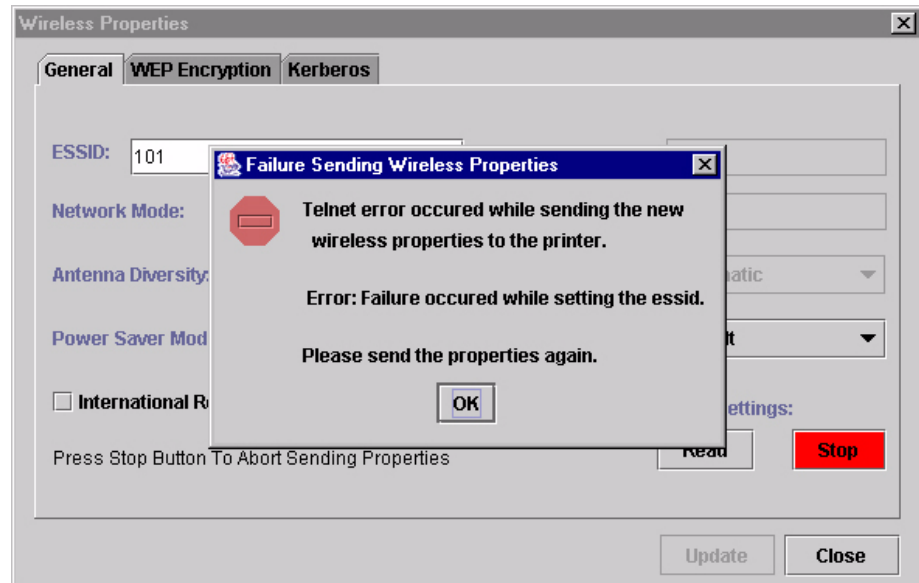 Wireless Properties
General WEP Encryption Kerberos
ESSID: 101
Failure Sending Wireless Properties
Telnet error occured while sending the new
wireless properties to the printer.
Error: Failure occured while setting the essid.
Please send the properties again.
OK
Network Mode:
Antenna Diversity:
Power Saver Mod
International R
ettings:
Press Stop Button To Abort Sending Properties
Read Stop
Update Close